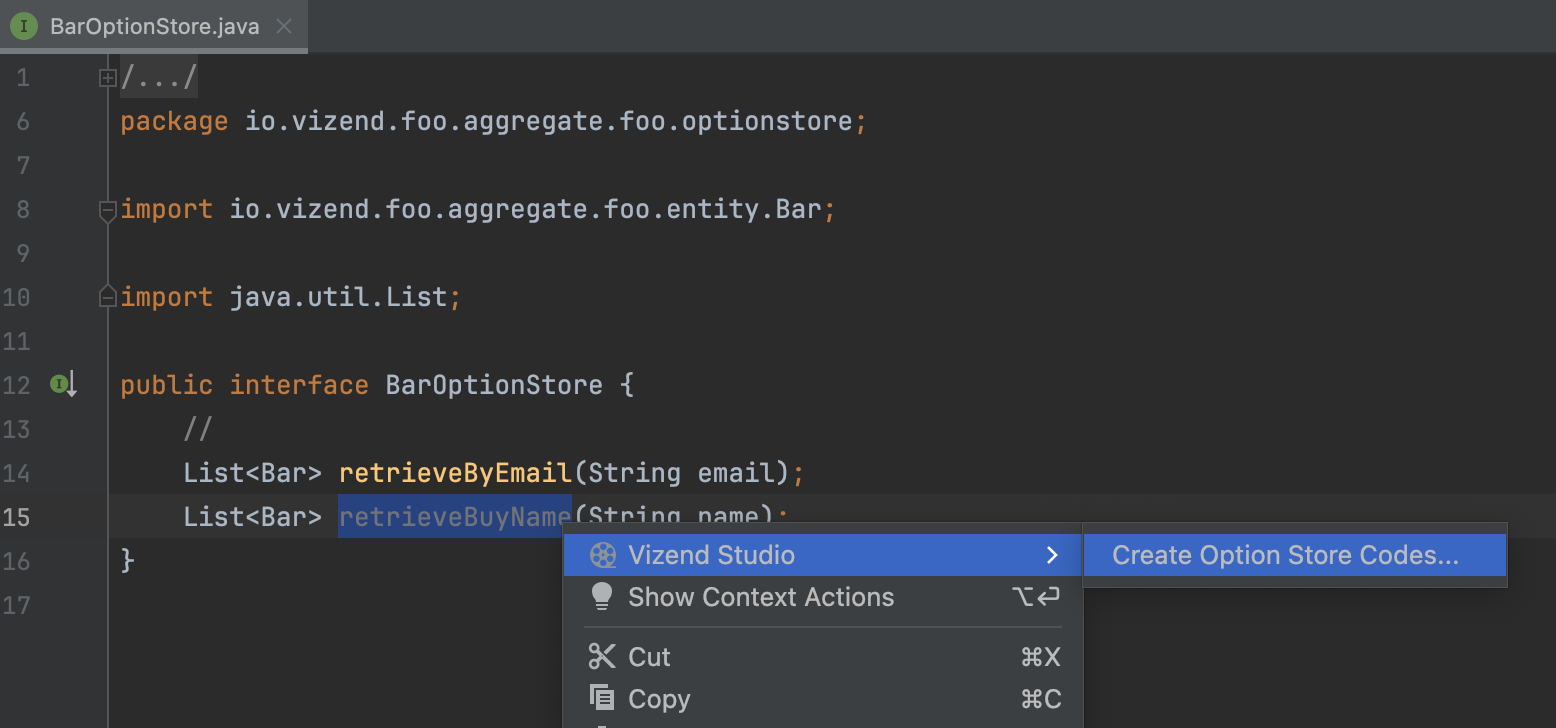 BarOptionStore.java
1 /.../
6 package io.vizend.foo.aggregate.foo.optionstore;
7
8 import io.vizend.foo.aggregate.foo.entity.Bar;
9
10 import java.util.List;
11
12 public interface BarOptionStore {
13 //
14 List<Bar> retrieveByEmail(String email);
15 List<Bar> retrieveBuyName(String name);
16 }
17
Vizend Studio
Create Option Store Codes...
Show Context Actions ⌥↩
Cut ⌘X
Copy ⌘C